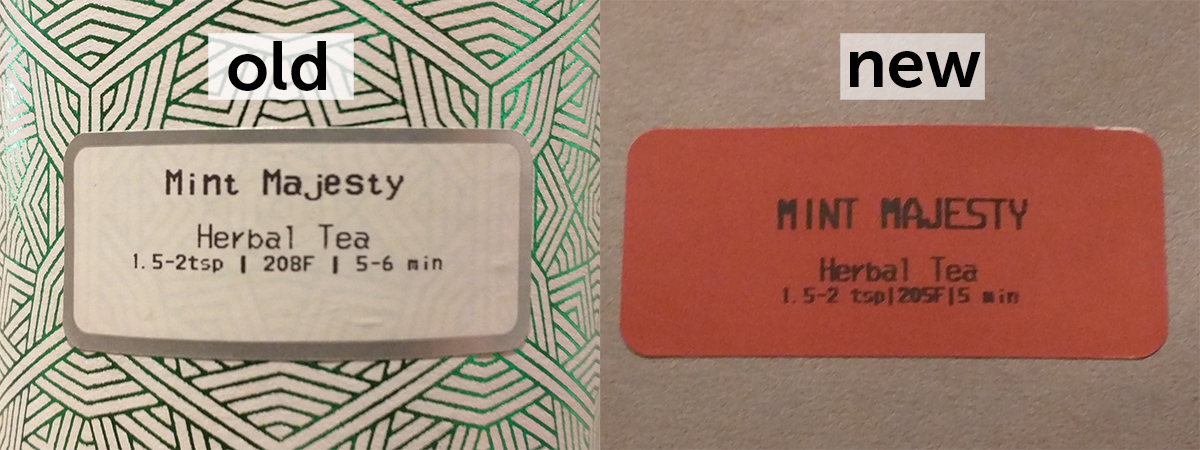 old
Mint Majesty
Herbal Tea
1.5-2tsp | 208F | 5-6 min
new
MINT MAJESTY
Herbal Tea
1.5-2 tsp|205F|5 min